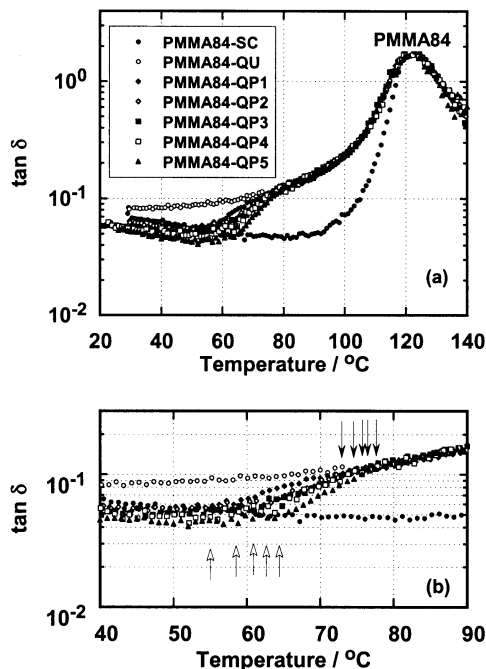 PMMA84
PMMA84-SC
PMMA84-QU
PMMA84-QP1
PMMA84-QP2
PMMA84-QP3
PMMA84-QP4
PMMA84-QP5
10^0
10^-1
10^-2
tan δ
(a)
20 40 60 80 100 120 140
Temperature / °C
10^-1
10^-2
tan δ
(b)
40 50 60 70 80 90
Temperature / °C